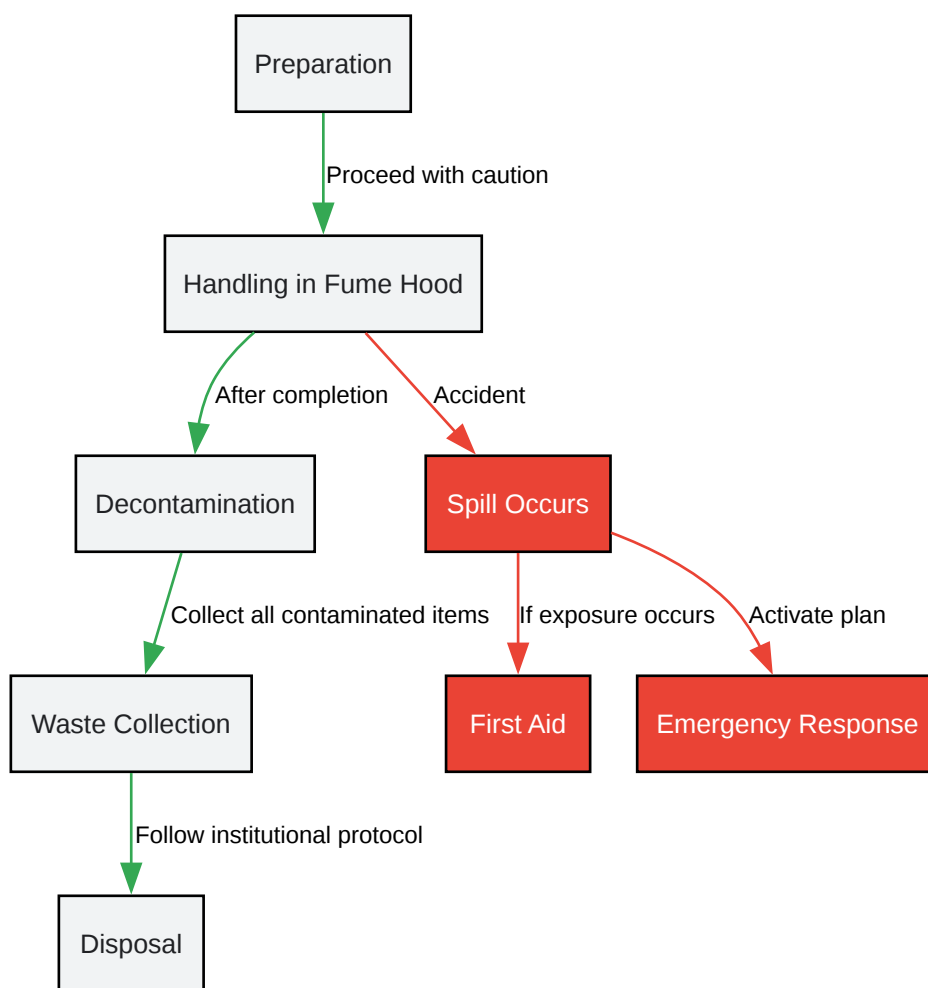 Preparation
Proceed with caution
Handling in Fume Hood
After completion
Accident
Decontamination
Spill Occurs
Collect all contaminated items
If exposure occurs
Activate plan
Waste Collection
First Aid
Emergency Response
Follow institutional protocol
Disposal